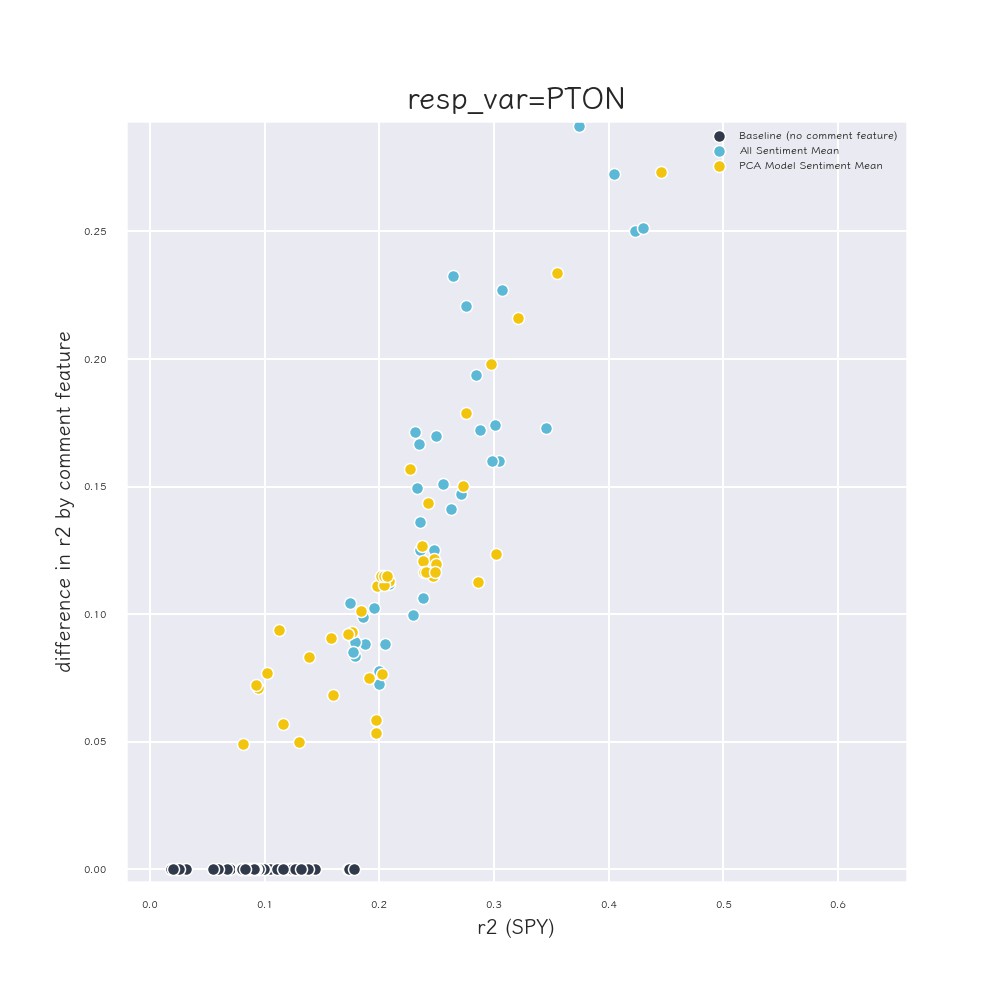 resp_var=PTON
Baseline (no comment feature)
All Sentiment Mean
PCA Model Sentiment Mean
difference in r2 by comment feature
0.25
0.20
0.15
0.10
0.05
0.00
0.0 0.1 0.2 0.3 0.4 0.5 0.6
r2 (SPY)